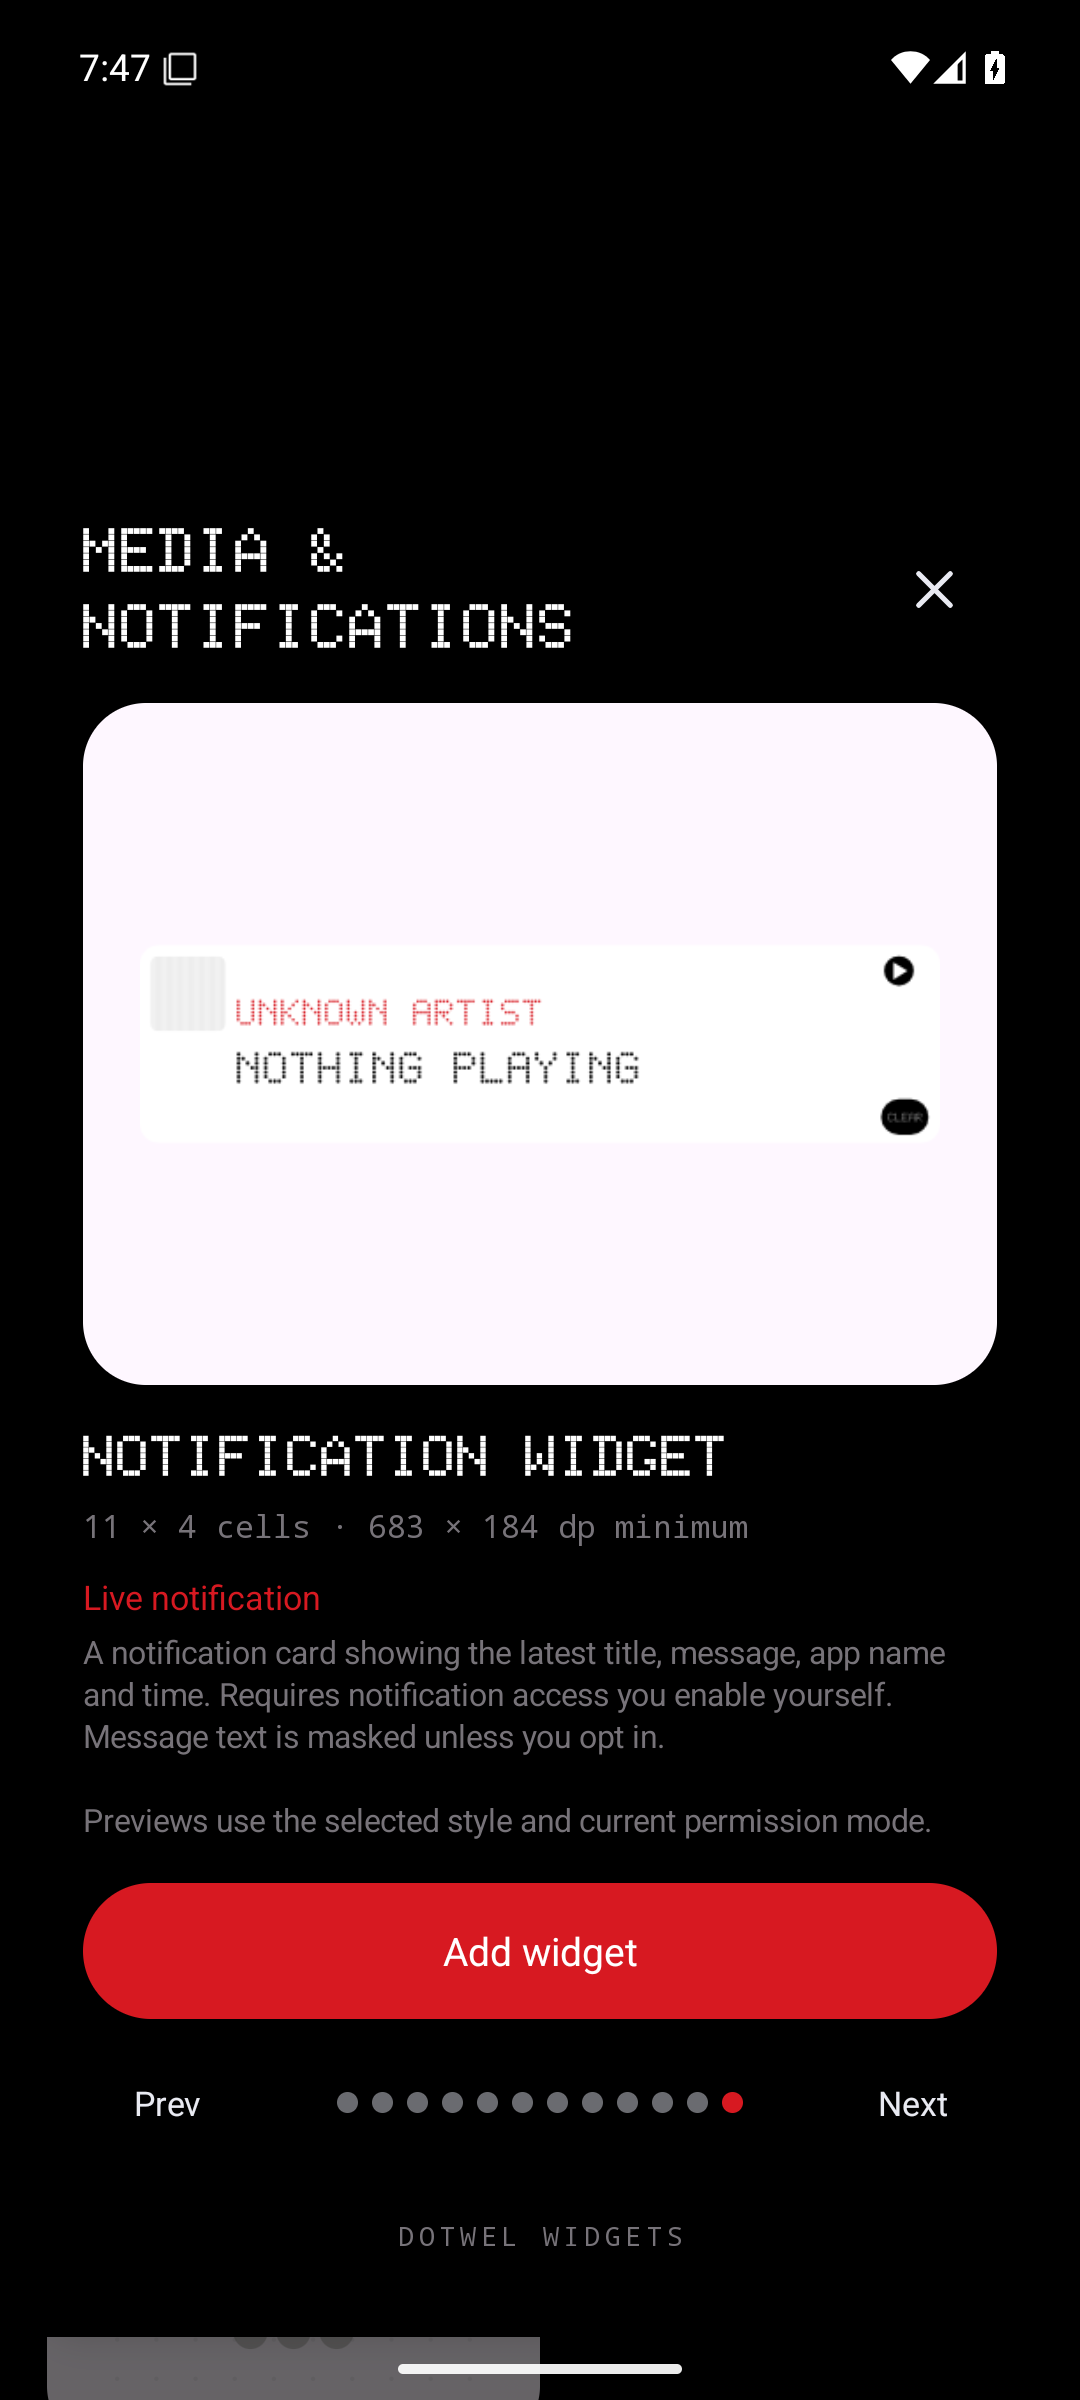 7:47
MEDIA &
NOTIFICATIONS
UNKNOWN ARTIST
NOTHING PLAYING
CLEAR
NOTIFICATION WIDGET
11 × 4 cells · 683 × 184 dp minimum
Live notification
A notification card showing the latest title, message, app name
and time. Requires notification access you enable yourself.
Message text is masked unless you opt in.
Previews use the selected style and current permission mode.
Add widget
Prev
Next
DOTWEL WIDGETS